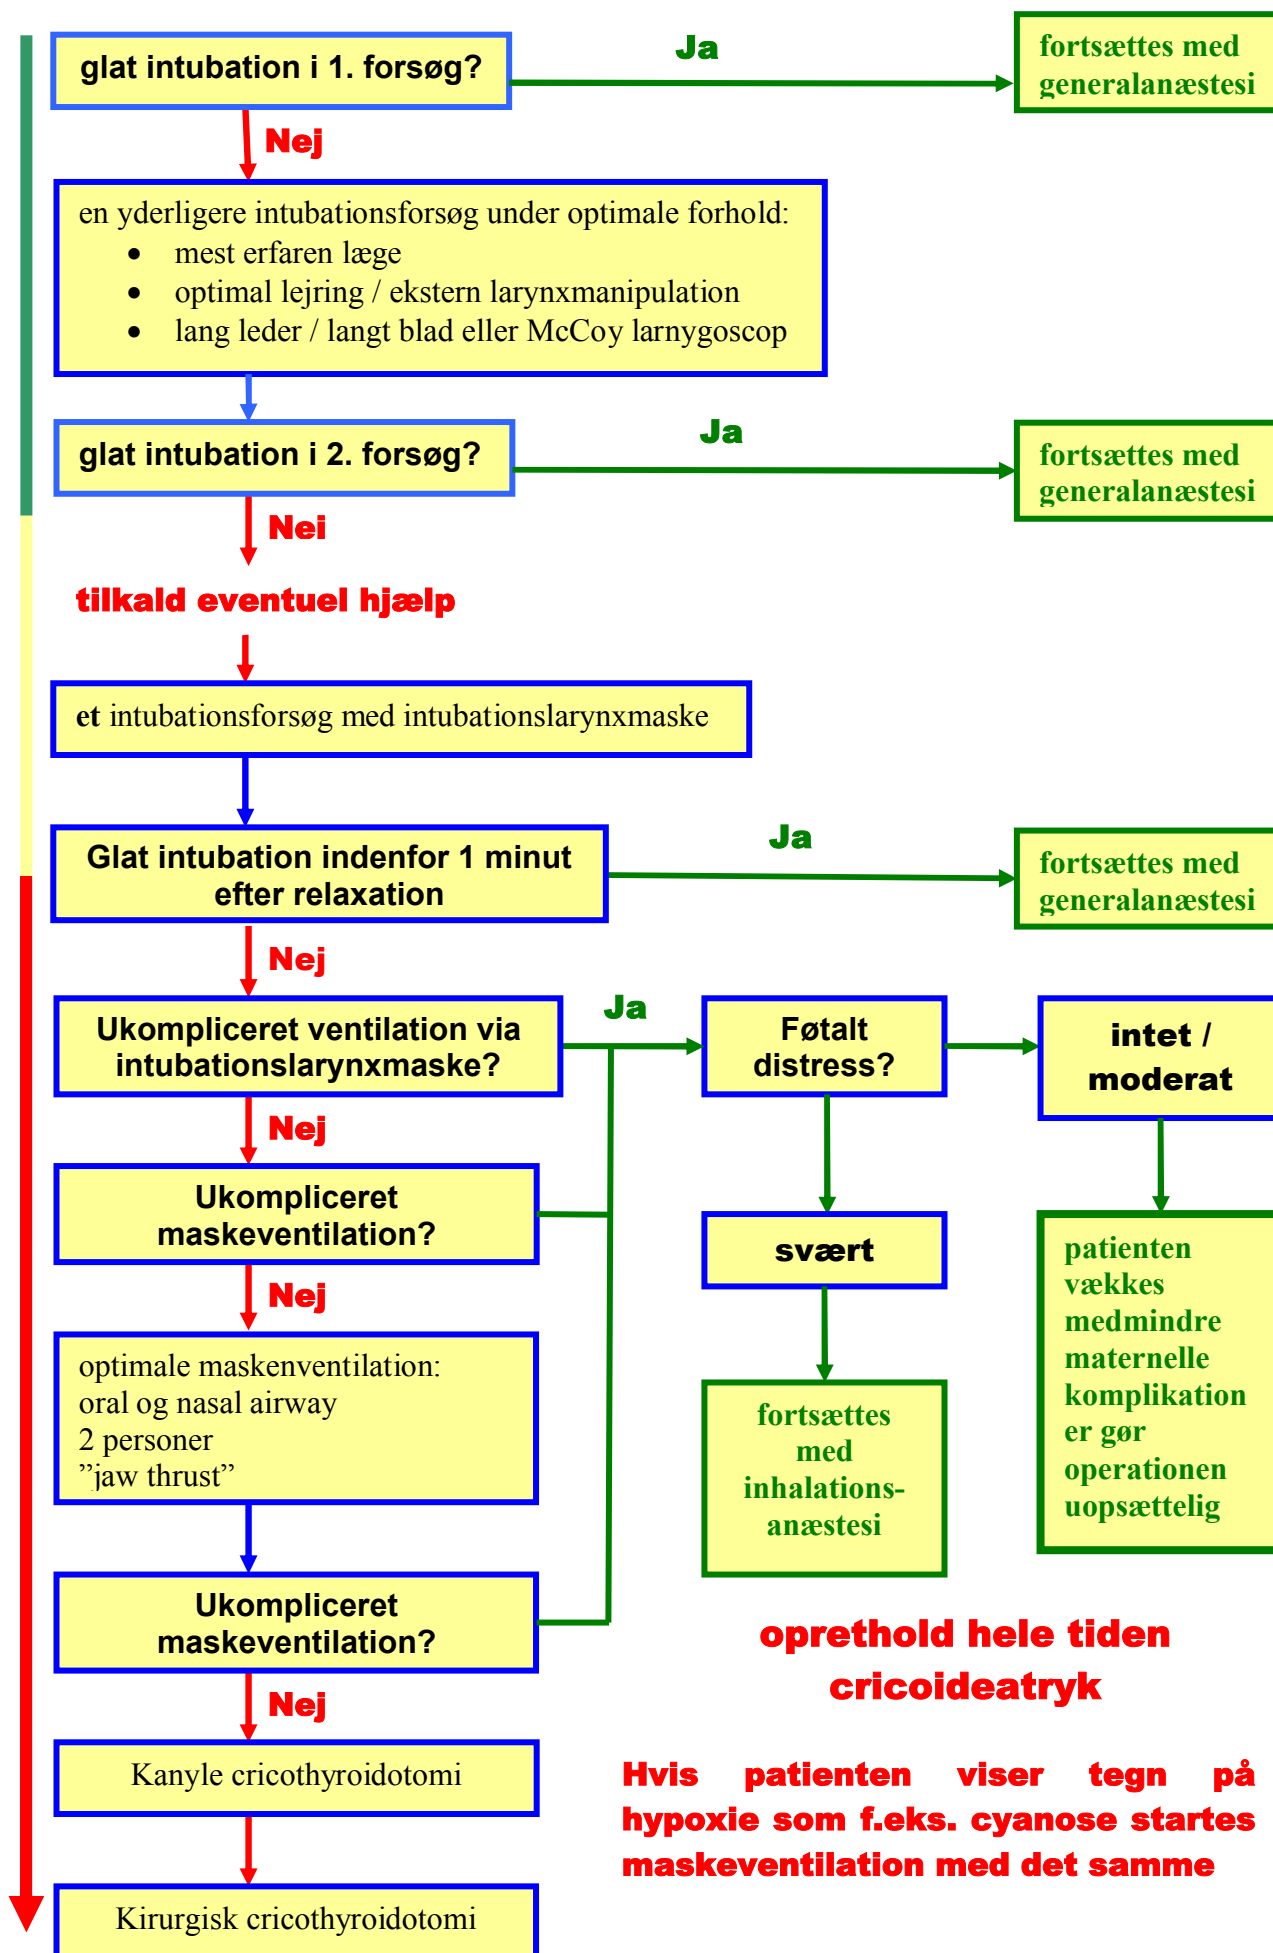 glat intubation i 1. forsøg?
Ja
fortsættes med
generalanæstesi
Nej
en yderligere intubationsforsøg under optimale forhold:
• mest erfaren læge
• optimal lejring / ekstern larynxmanipulation
• lang leder / langt blad eller McCoy larnygoscop
glat intubation i 2. forsøg?
Ja
fortsættes med
generalanæstesi
Nei
tilkald eventuel hjælp
et intubationsforsøg med intubationslarynxmaske
Glat intubation indenfor 1 minut
efter relaxation
Ja
fortsættes med
generalanæstesi
Nej
Ukompliceret ventilation via
intubationslarynxmaske?
Ja
Føtalt
distress?
intet /
moderat
Nej
Ukompliceret
maskeventilation?
svært
patienten
vækkes
medmindre
maternelle
komplikation
er gør
operationen
uopsættelig
Nej
optimale maskenventilation:
oral og nasal airway
2 personer
”jaw thrust”
fortsættes
med
inhalations-
anæstesi
Ukompliceret
maskeventilation?
oprethold hele tiden
cricoideatryk
Nej
Kanyle cricothyroidotomi
Hvis patienten viser tegn på
hypoxie som f.eks. cyanose startes
maskeventilation med det samme
Kirurgisk cricothyroidotomi